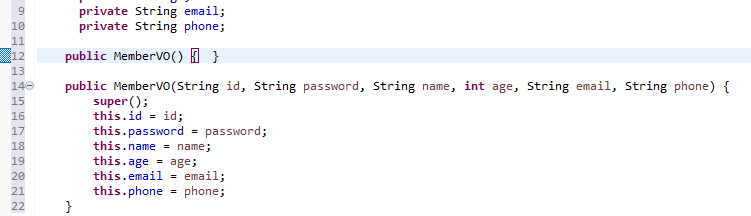 9 private String email;
10 private String phone;
11
12 public MemberVO() { }
13
14 public MemberVO(String id, String password, String name, int age, String email, String phone) {
15 super();
16 this.id = id;
17 this.password = password;
18 this.name = name;
19 this.age = age;
20 this.email = email;
21 this.phone = phone;
22 }